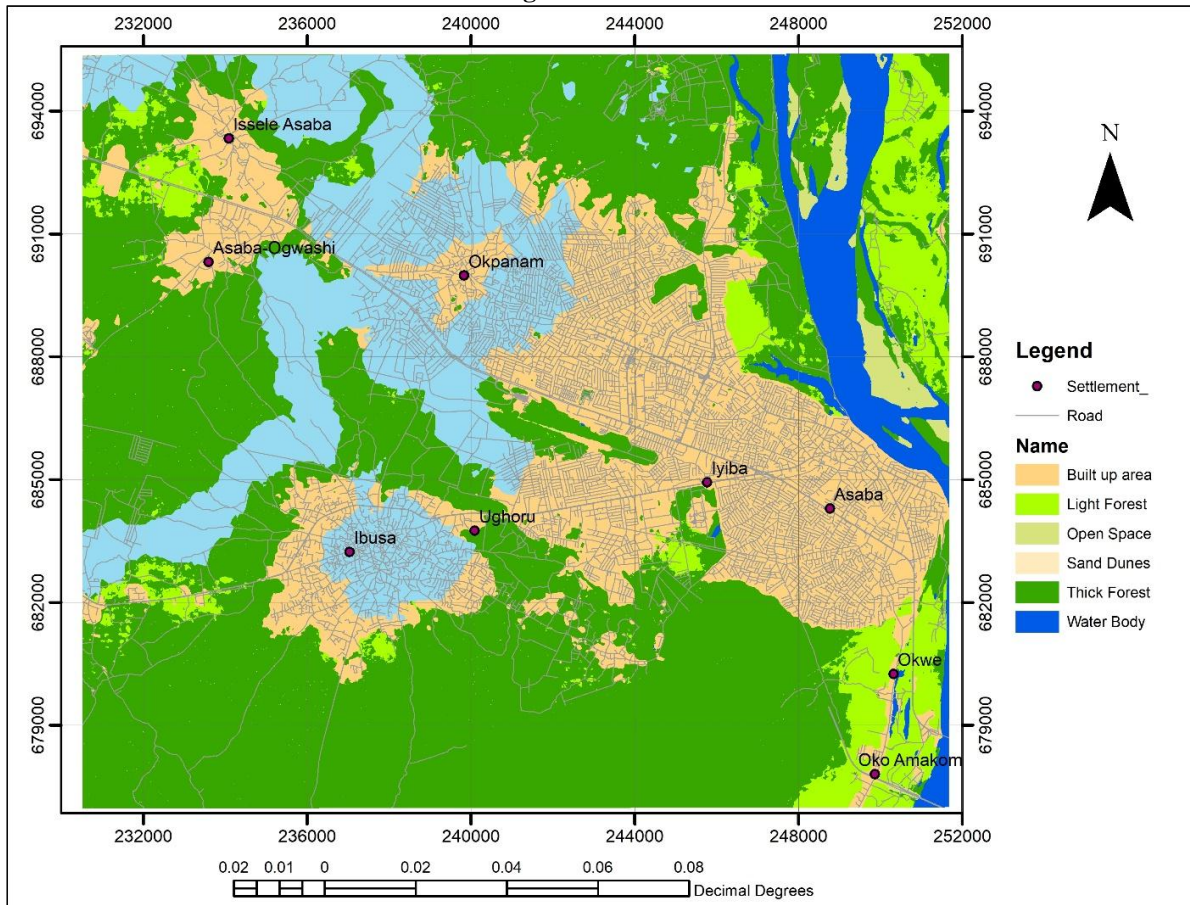 232000 236000 240000 244000 248000 252000
694000 694000
Issele Asaba
N
691000 691000
Asaba-Ogwashi
Okpanam
688000 688000
Legend
Settlement_
Road
Name
Built up area
Light Forest
Open Space
Sand Dunes
Thick Forest
Water Body
685000 685000
Iyiba
Asaba
Ughoru
Ibusa
682000 682000
Okwe
679000 679000
Oko Amakom
232000 236000 240000 244000 248000 252000
0.02 0.01 0 0.02 0.04 0.06 0.08
Decimal Degrees